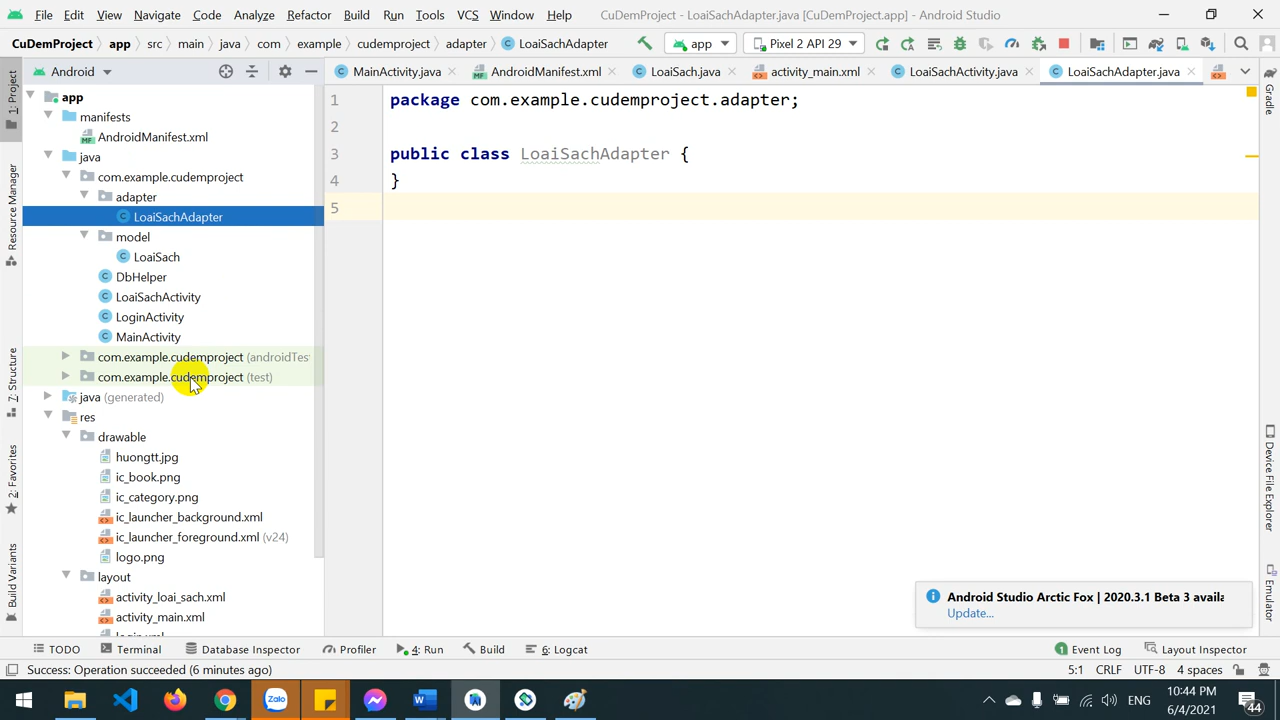 File Edit View Navigate Code Analyze Refactor Build Run Tools VCS Window Help CuDemProject - LoaiSachAdapter.java [CuDemProject.app] - Android Studio
CuDemProject app src main java com example cudemproject adapter LoaiSachAdapter app Pixel 2 API 29
Android
MainActivity.java AndroidManifest.xml LoaiSach.java activity_main.xml LoaiSachActivity.java LoaiSachAdapter.java
1: Project
Resource Manager
Z: Structure
2: Favorites
Build Variants
app
manifests
AndroidManifest.xml
java
com.example.cudemproject
adapter
LoaiSachAdapter
model
LoaiSach
DbHelper
LoaiSachActivity
LoginActivity
MainActivity
com.example.cudemproject (androidTes
com.example.cudemproject (test)
java (generated)
res
drawable
huongtt.jpg
ic_book.png
ic_category.png
ic_launcher_background.xml
ic_launcher_foreground.xml (v24)
logo.png
layout
activity_loai_sach.xml
activity_main.xml
1 package com.example.cudemproject.adapter;
2
3 public class LoaiSachAdapter {
4 }
5
Gradle
Device File Explorer
Emulator
Android Studio Arctic Fox | 2020.3.1 Beta 3 availa
Update...
TODO Terminal Database Inspector Profiler 4: Run Build 6: Logcat 1 Event Log Layout Inspector
Success: Operation succeeded (6 minutes ago) 5:1 CRLF UTF-8 4 spaces
Zalo
ENG
10:44 PM
6/4/2021
44